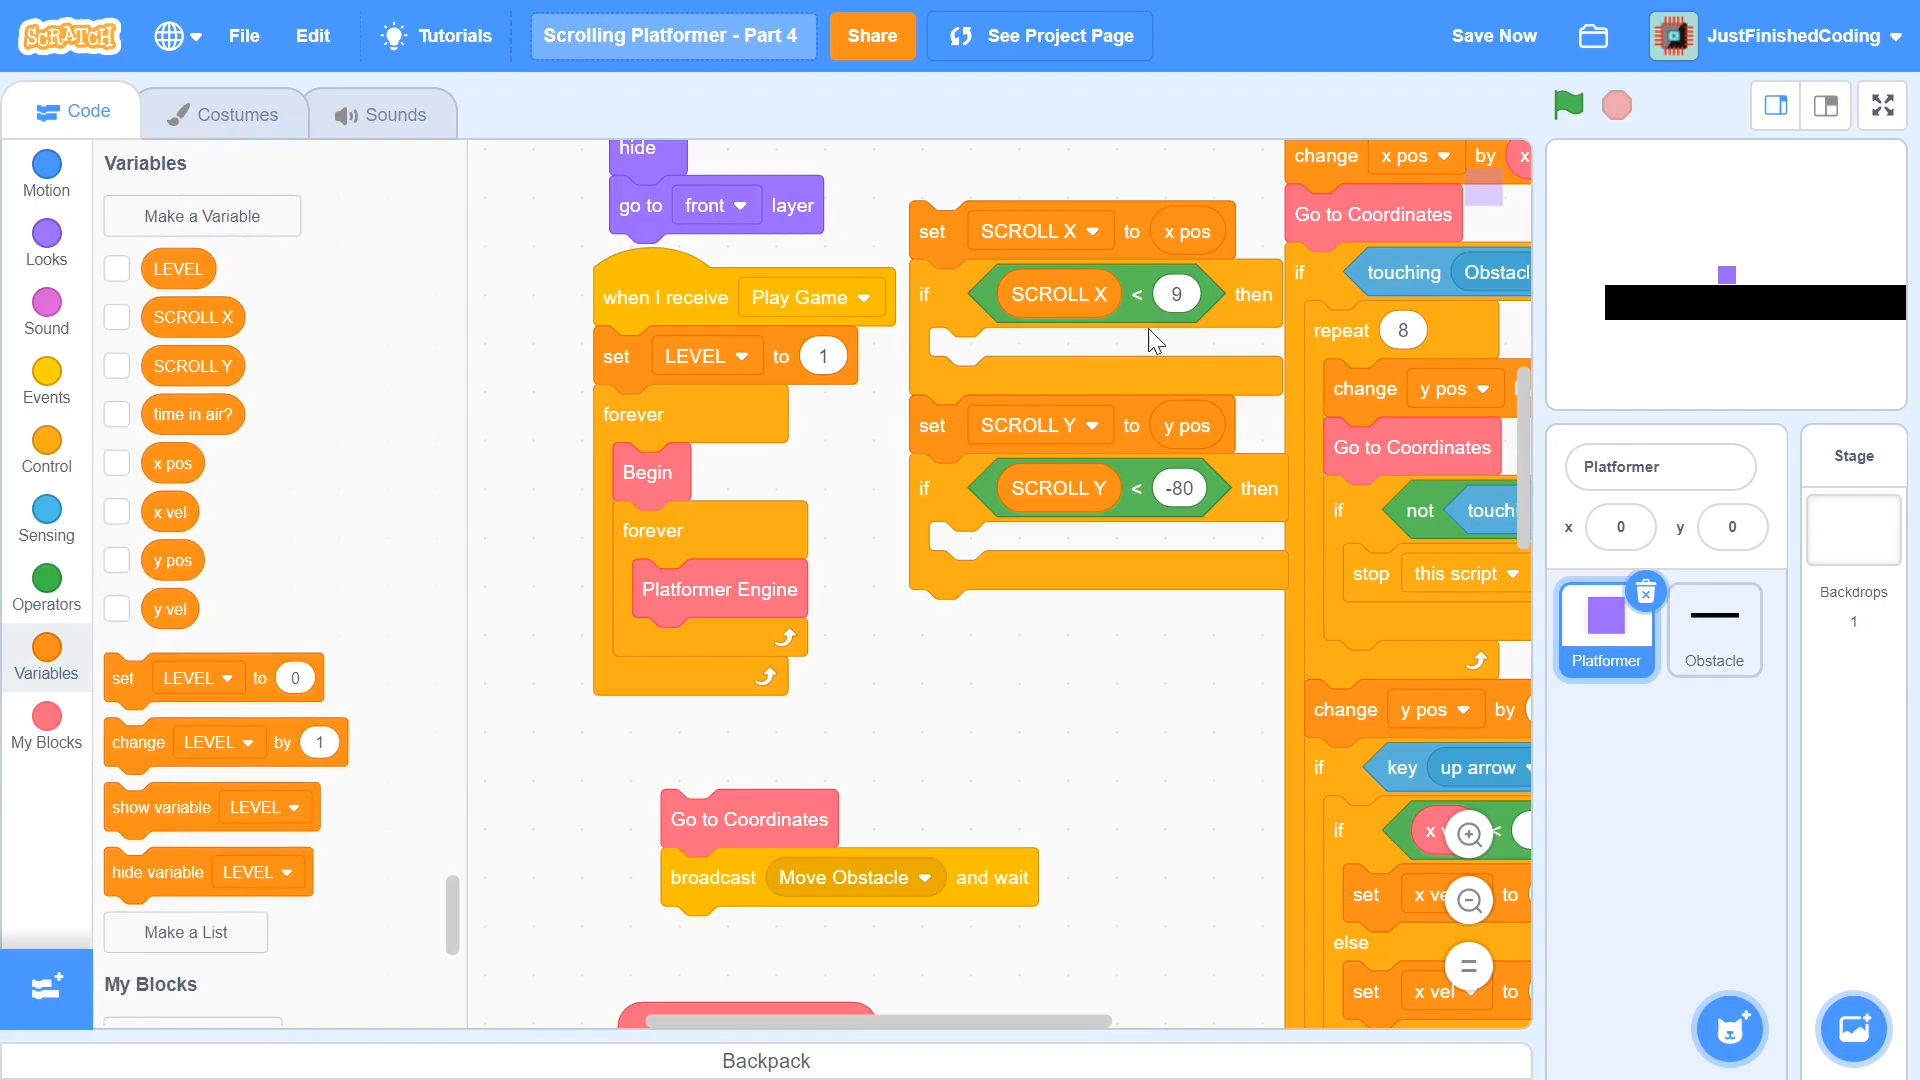 SCRATCH File Edit Tutorials Scrolling Platformer - Part 4 Share See Project Page Save Now JustFinishedCoding
Code Costumes Sounds
Motion
Looks
Sound
Events
Control
Sensing
Operators
Variables
My Blocks
Variables
Make a Variable
LEVEL
SCROLL X
SCROLL Y
time in air?
x pos
x vel
y pos
y vel
set LEVEL to 0
change LEVEL by 1
show variable LEVEL
hide variable LEVEL
Make a List
My Blocks
hide
go to front layer
when I receive Play Game
set LEVEL to 1
forever
Begin
forever
Platformer Engine
Go to Coordinates
broadcast Move Obstacle and wait
set SCROLL X to x pos
if SCROLL X < 9 then
set SCROLL Y to y pos
if SCROLL Y < -80 then
change x pos by x
Go to Coordinates
if touching
repeat 8
change y pos
Go to Coordinates
if not
stop this script
change y pos by
if key up arrow
if x <
set to
else
set x vel to
Platformer
x 0 y 0
Platformer
Obstacle
Stage
Backdrops
1
Backpack